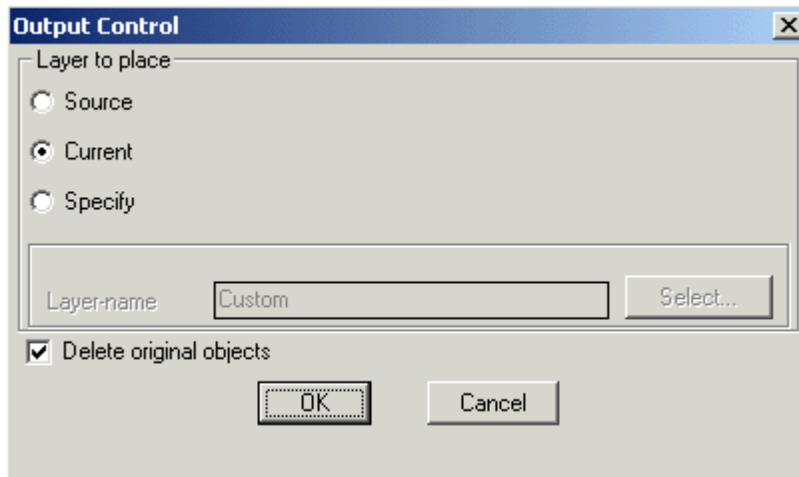 Output Control
Layer to place
Source
Current
Specify
Layer-name Custom Select...
Delete original objects
OK Cancel